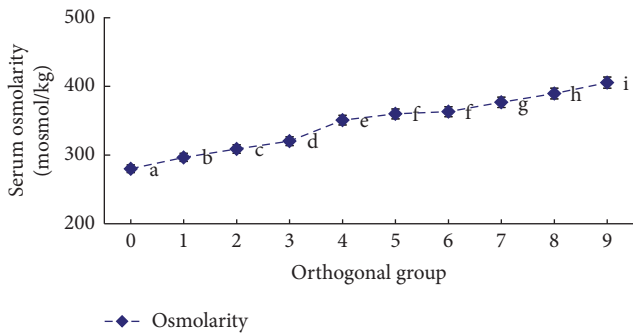 500
400
300
200
Serum osmolarity
(mosmol/kg)
a
b
c
d
e
f
f
g
h
i
0 1 2 3 4 5 6 7 8 9
Orthogonal group
Osmolarity